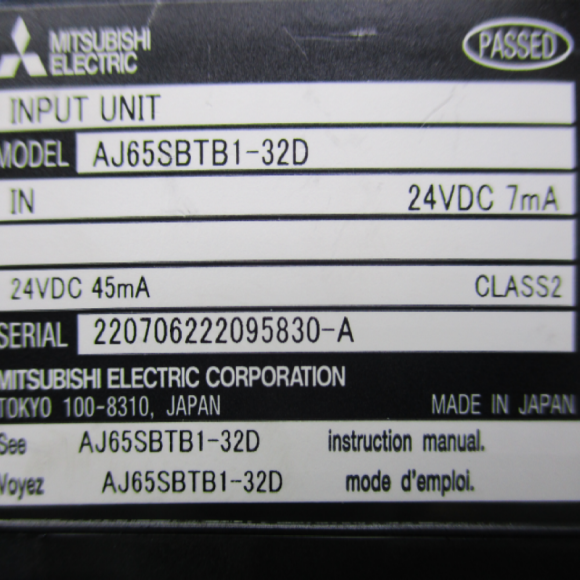 MITSUBISHI
ELECTRIC
PASSED
INPUT UNIT
MODEL AJ65SBTB1-32D
IN 24VDC 7mA
24VDC 45mA CLASS2
SERIAL 220706222095830-A
MITSUBISHI ELECTRIC CORPORATION
TOKYO 100-8310, JAPAN MADE IN JAPAN
See AJ65SBTB1-32D instruction manual.
Voyez AJ65SBTB1-32D mode d'emploi.